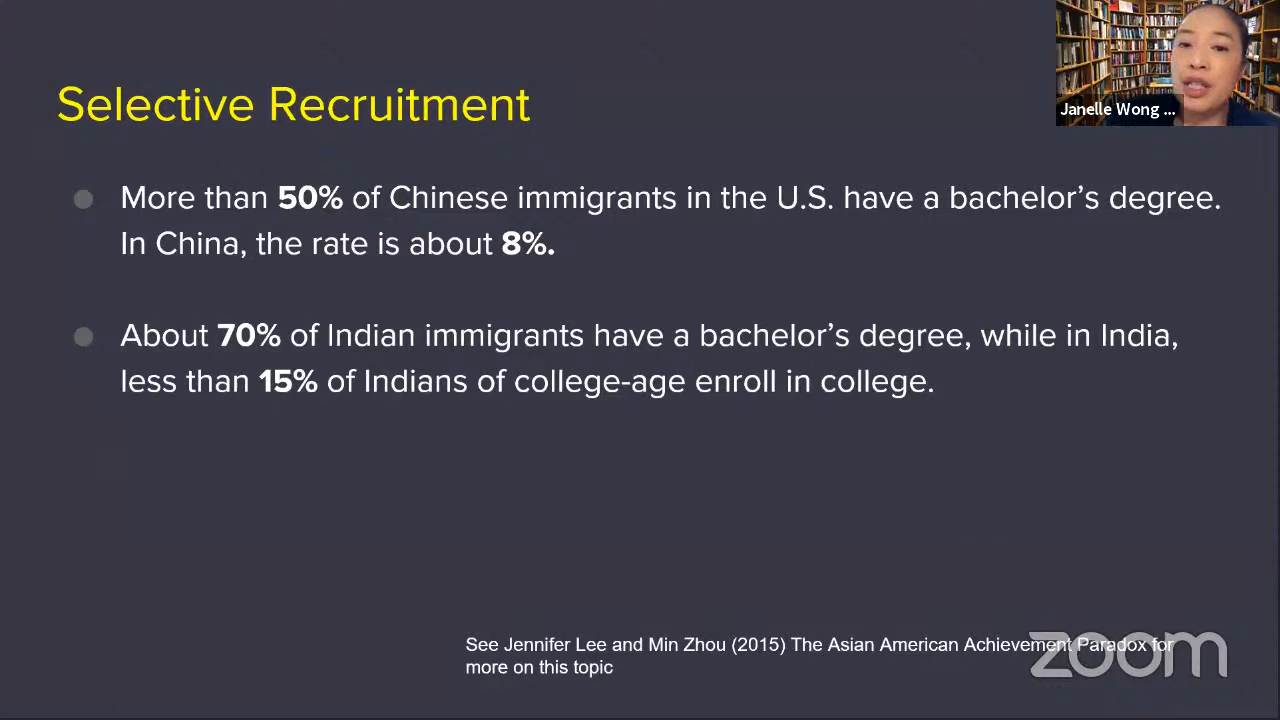 Janelle Wong ...
Selective Recruitment
More than 50% of Chinese immigrants in the U.S. have a bachelor’s degree.
In China, the rate is about 8%.
About 70% of Indian immigrants have a bachelor’s degree, while in India,
less than 15% of Indians of college-age enroll in college.
See Jennifer Lee and Min Zhou (2015) The Asian American Achievement Paradox for
more on this topic
zoom